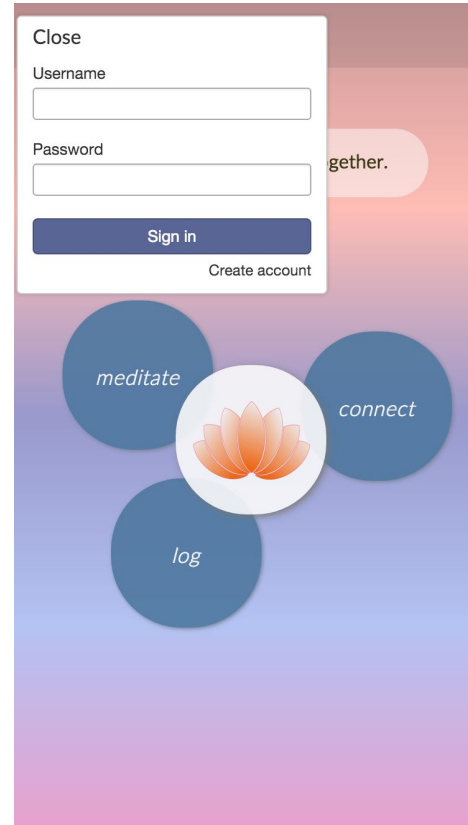 Close
Username
Password
gether.
Sign in
Create account
meditate
connect
log